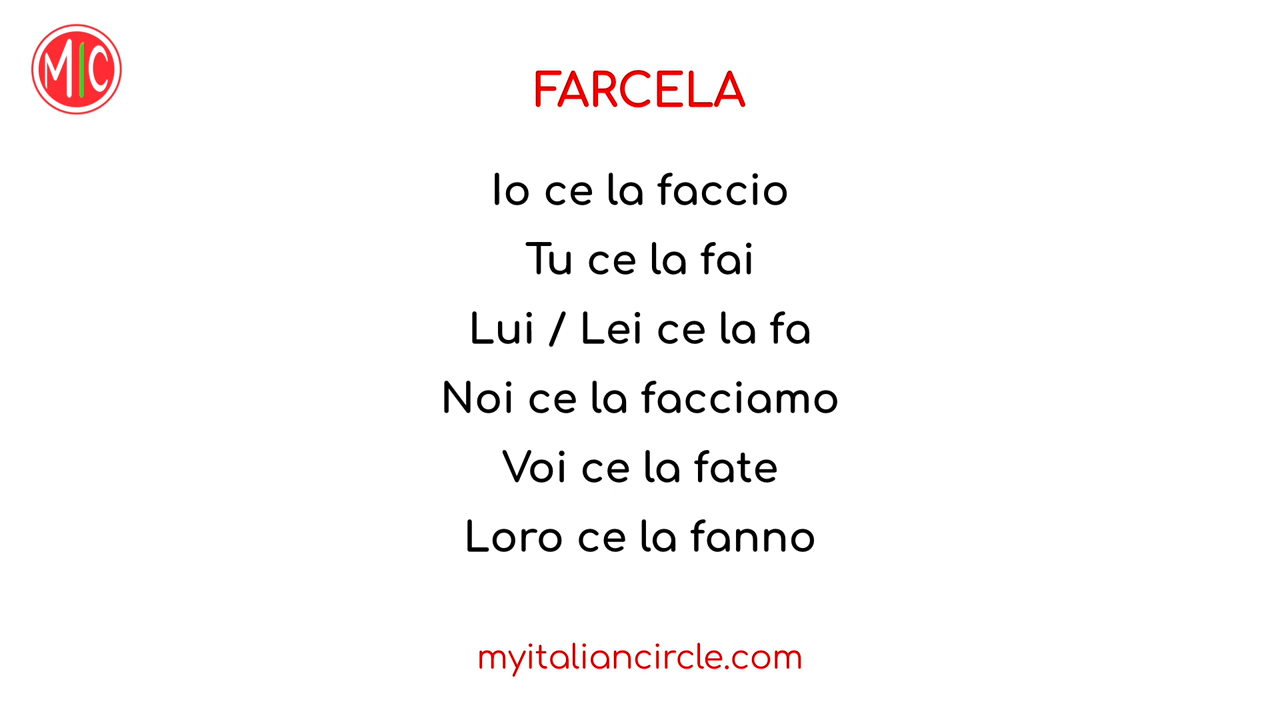 MIC
FARCELA
Io ce la faccio
Tu ce la fai
Lui / Lei ce la fa
Noi ce la facciamo
Voi ce la fate
Loro ce la fanno
myitaliancircle.com